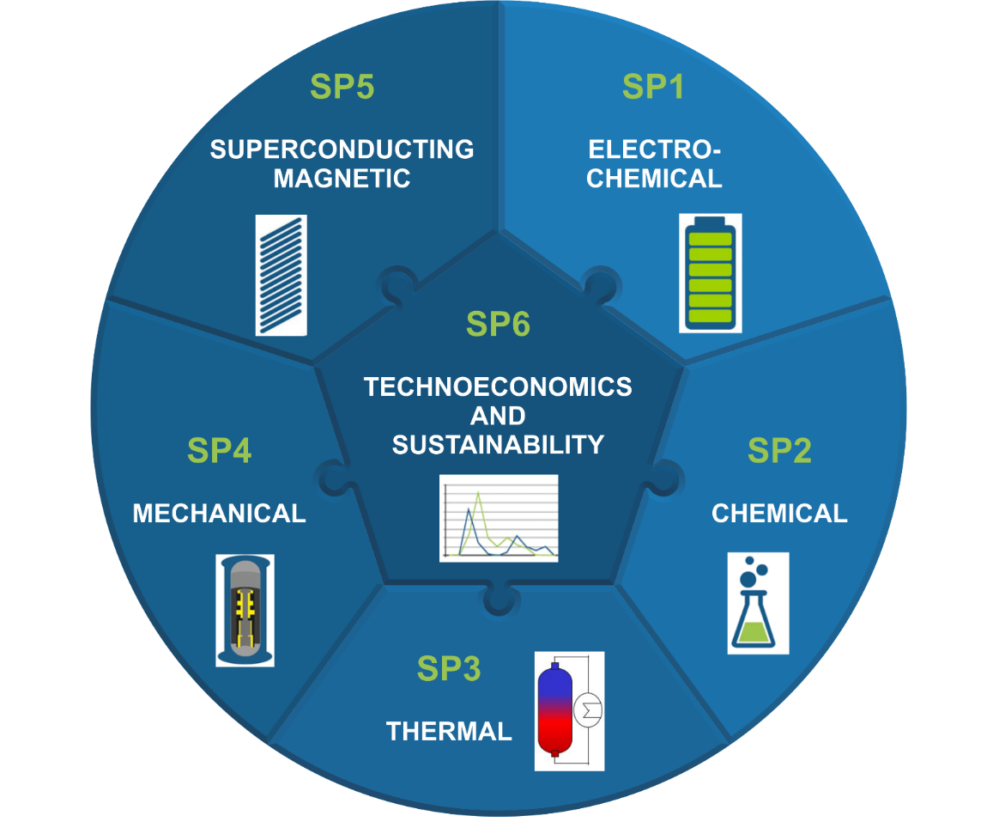 SP5
SUPERCONDUCTING
MAGNETIC
SP1
ELECTRO-
CHEMICAL
SP6
TECHNOECONOMICS
AND
SUSTAINABILITY
SP4
MECHANICAL
SP2
CHEMICAL
SP3
THERMAL